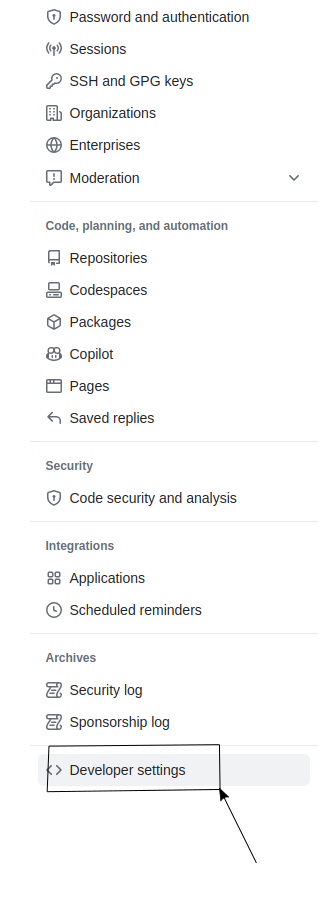 Password and authentication
Sessions
SSH and GPG keys
Organizations
Enterprises
Moderation
Code, planning, and automation
Repositories
Codespaces
Packages
Copilot
Pages
Saved replies
Security
Code security and analysis
Integrations
Applications
Scheduled reminders
Archives
Security log
Sponsorship log
Developer settings